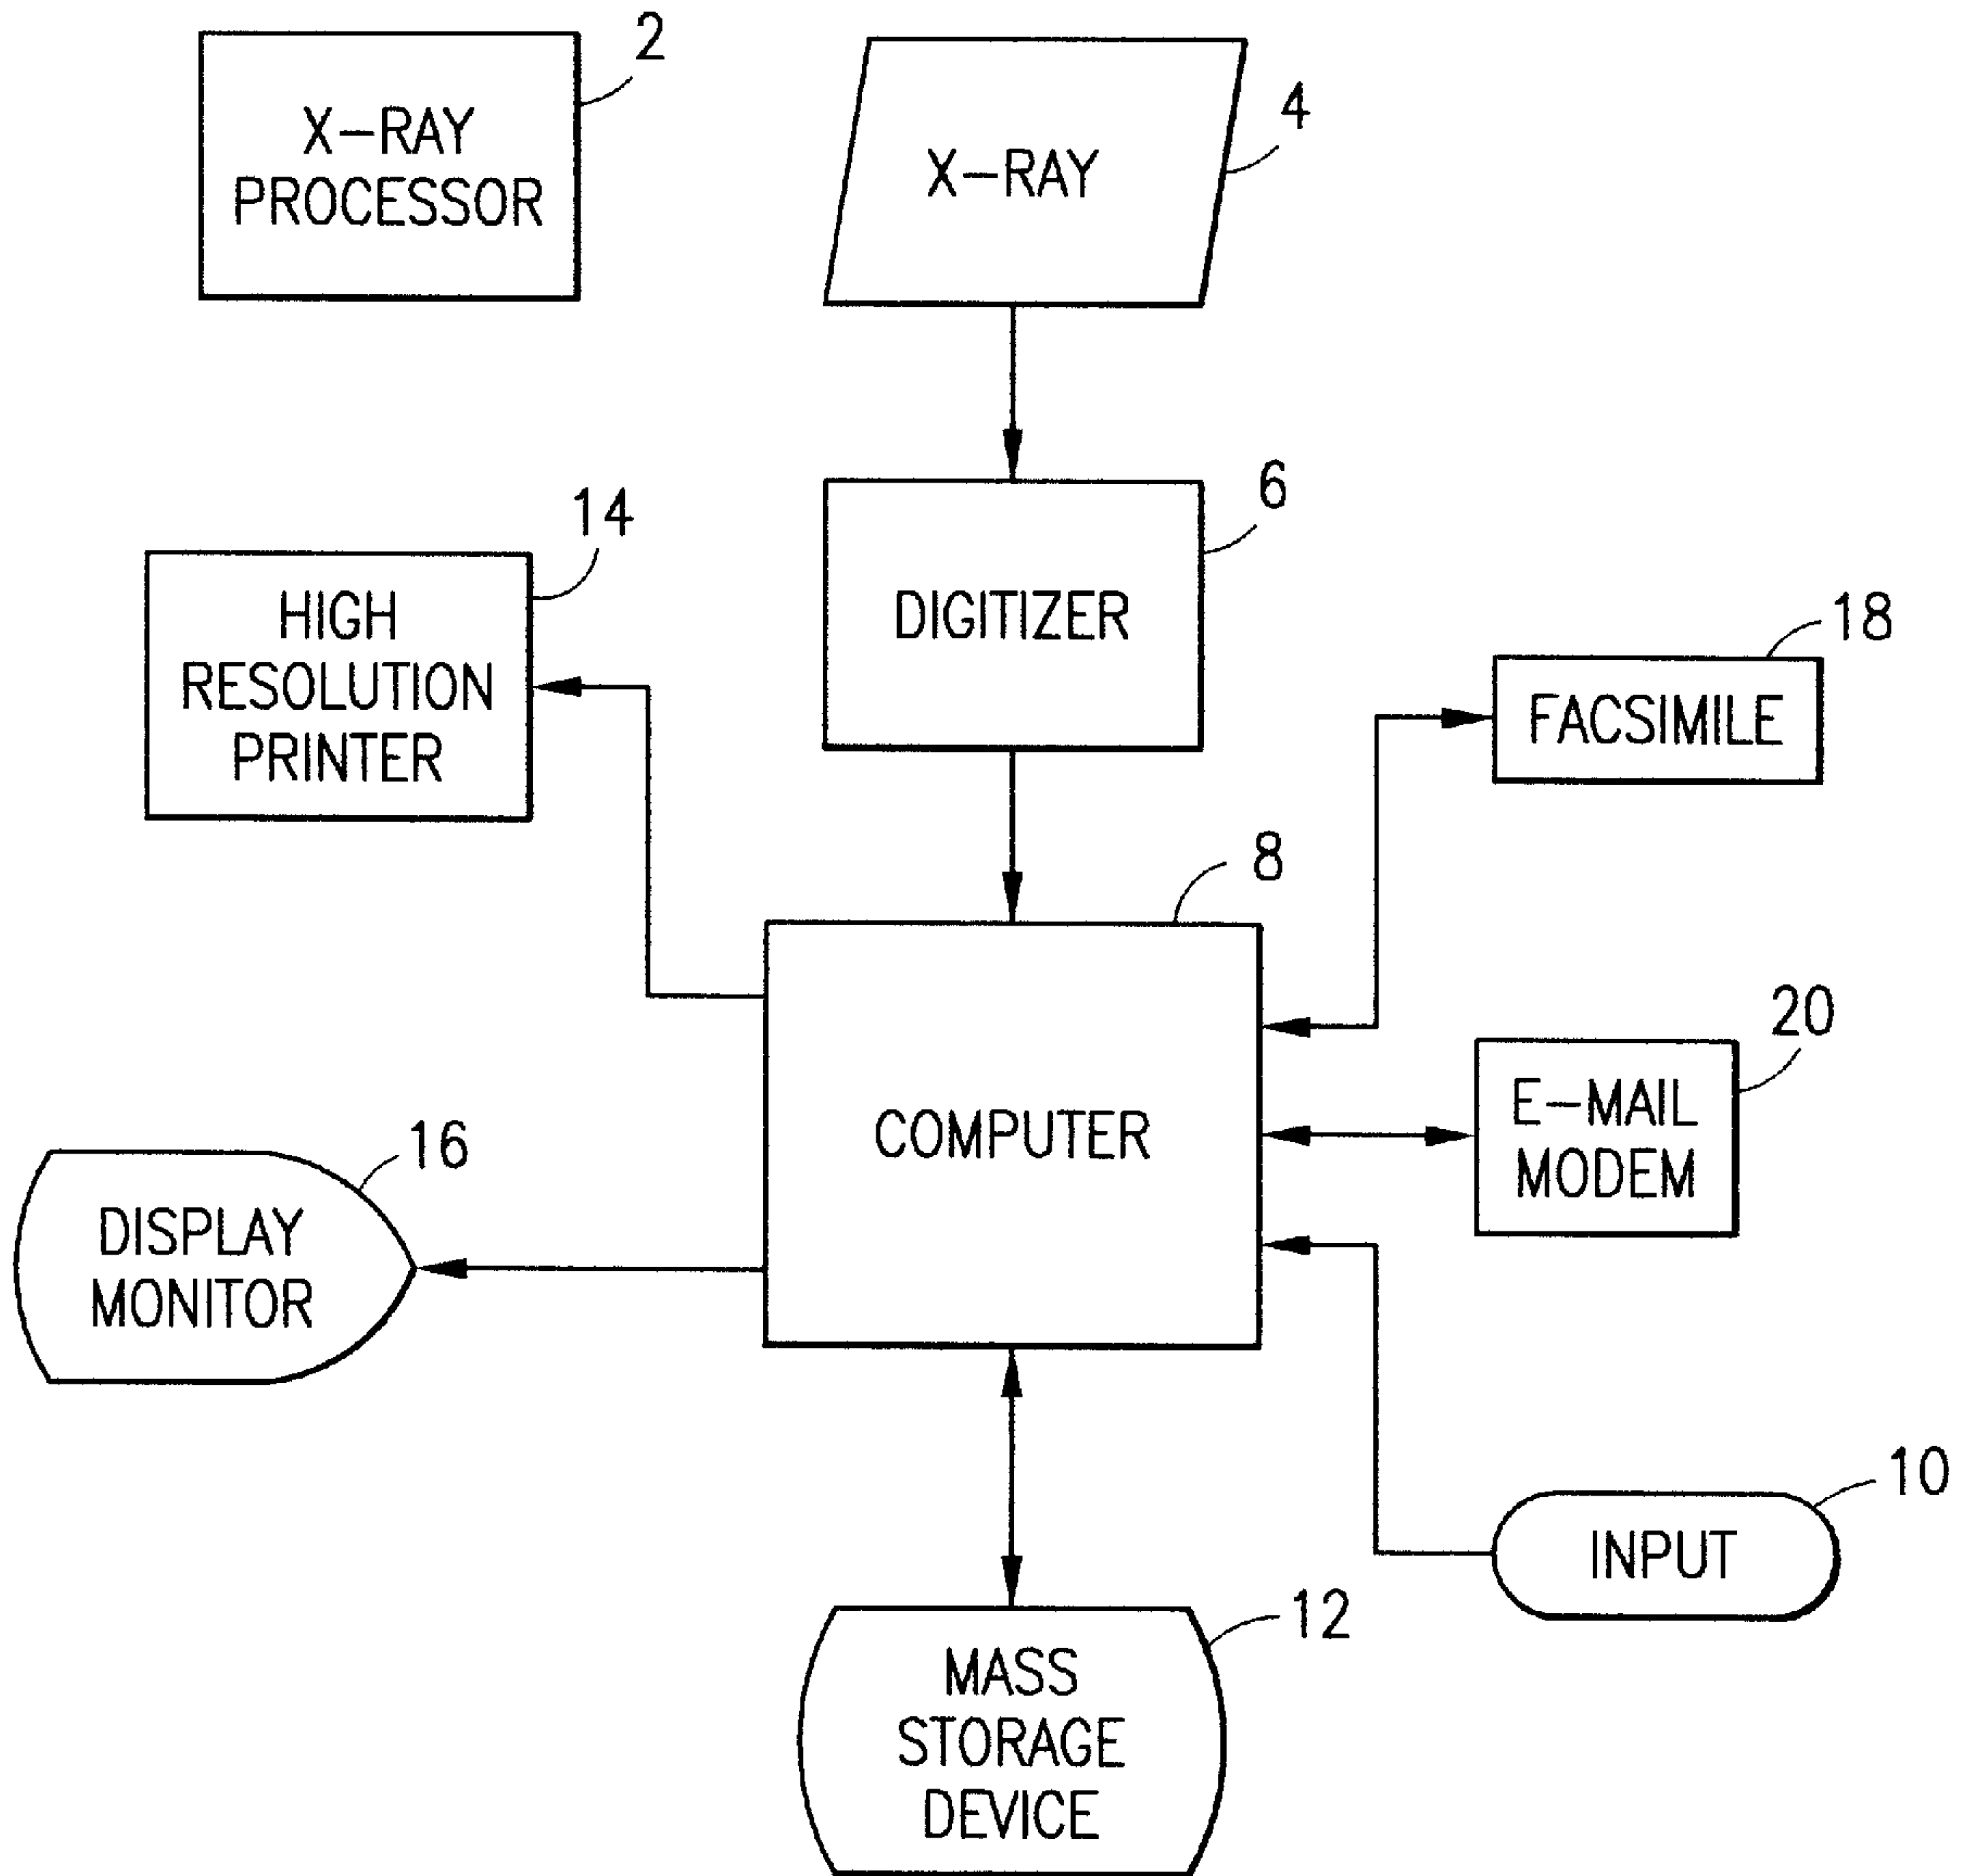 2
X-RAY
PROCESSOR
4
X-RAY
6
DIGITIZER
14
HIGH
RESOLUTION
PRINTER
18
FACSIMILE
8
COMPUTER
20
E-MAIL
MODEM
16
DISPLAY
MONITOR
10
INPUT
12
MASS
STORAGE
DEVICE